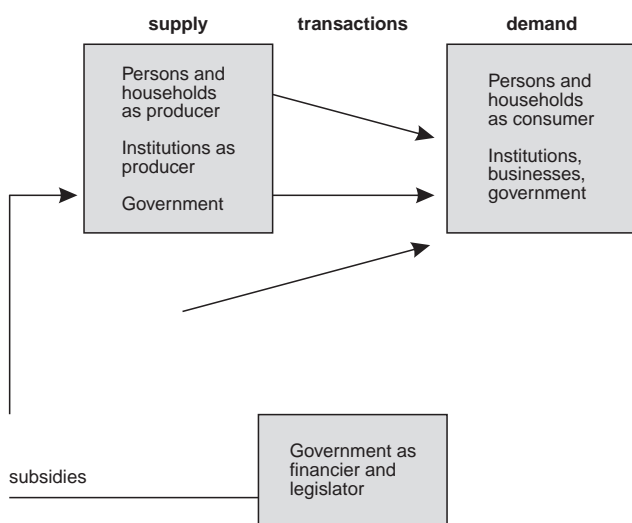 supply transactions demand
Persons and
households
as producer
Institutions as
producer
Government
Persons and
households
as consumer
Institutions,
businesses,
government
subsidies
Government as
financier and
legislator